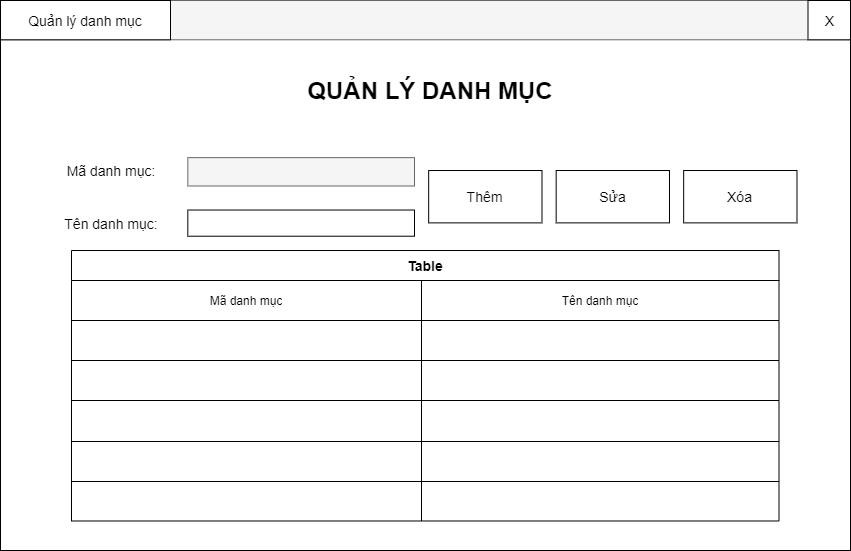 Quản lý danh mục
X
QUẢN LÝ DANH MỤC
Mã danh mục:
Tên danh mục:
Thêm
Sửa
Xóa
Table
Mã danh mục
Tên danh mục